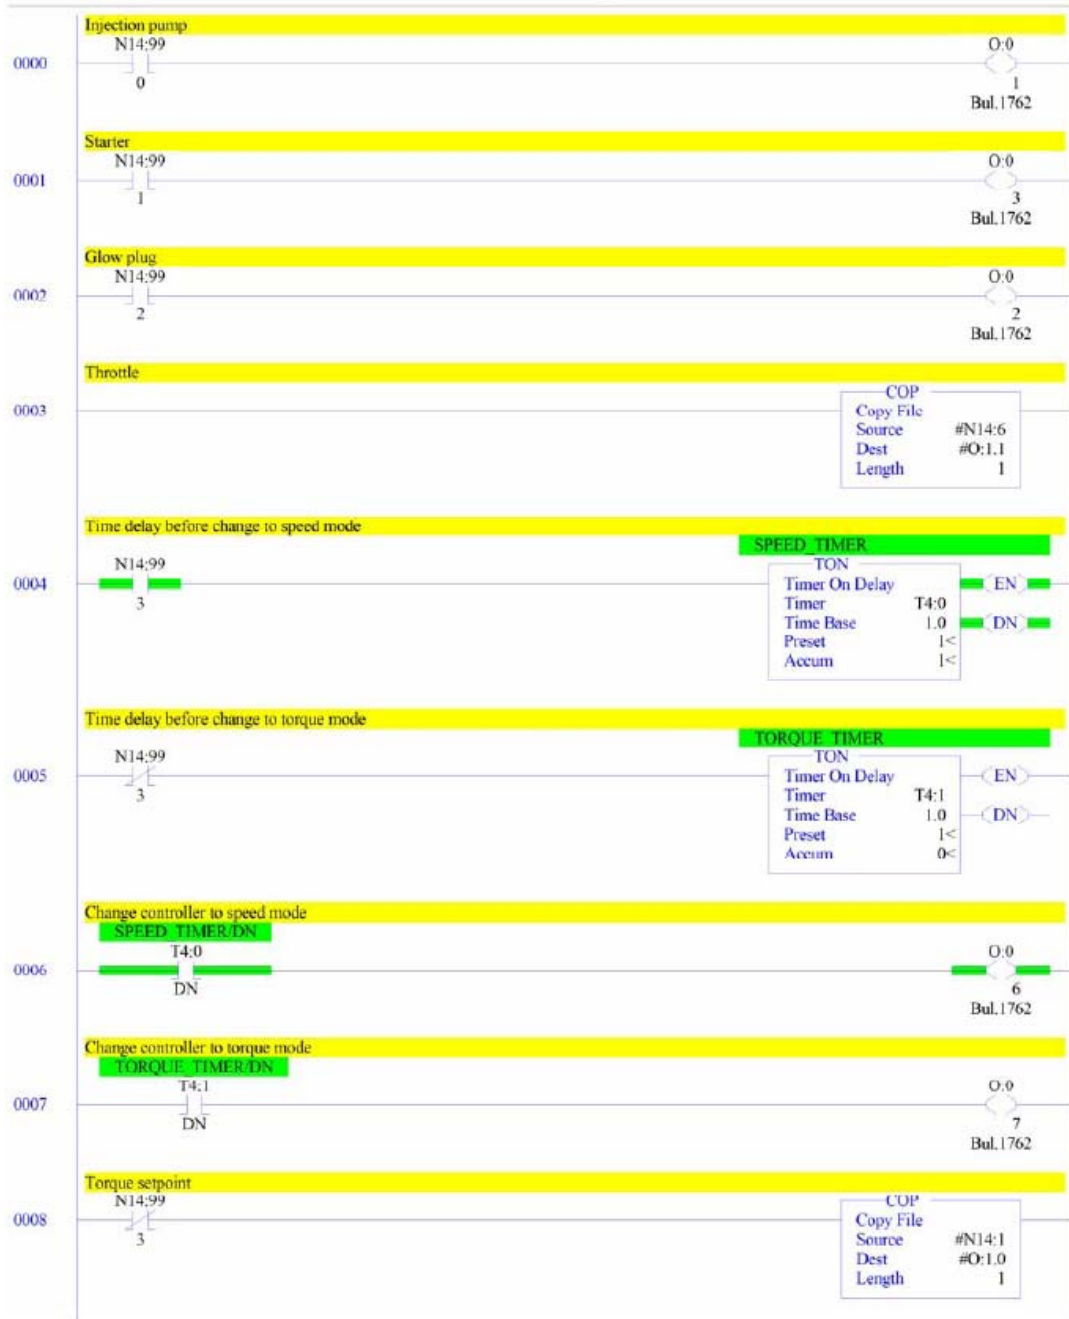 Injection pump
N14:99
O:0
0000
0
1
Bul.1762
Starter
N14:99
O:0
0001
1
3
Bul.1762
Glow plug
N14:99
O:0
0002
2
2
Bul.1762
Throttle
COP
0003
Copy File
Source #N14:6
Dest #O:1.1
Length 1
Time delay before change to speed mode
SPEED_TIMER
N14:99
TON
0004
Timer On Delay EN
3
Timer T4:0
Time Base 1.0 DN
Preset 1<
Accum 1<
Time delay before change to torque mode
TORQUE_TIMER
N14:99
TON
0005
Timer On Delay EN
3
Timer T4:1
Time Base 1.0 DN
Preset 1<
Accum 0<
Change controller to speed mode
SPEED_TIMER/DN
T4:0
O:0
0006
DN
6
Bul.1762
Change controller to torque mode
TORQUE_TIMER/DN
T4:1
O:0
0007
DN
7
Bul.1762
Torque setpoint
N14:99
COP
0008
Copy File
3
Source #N14:1
Dest #O:1.0
Length 1